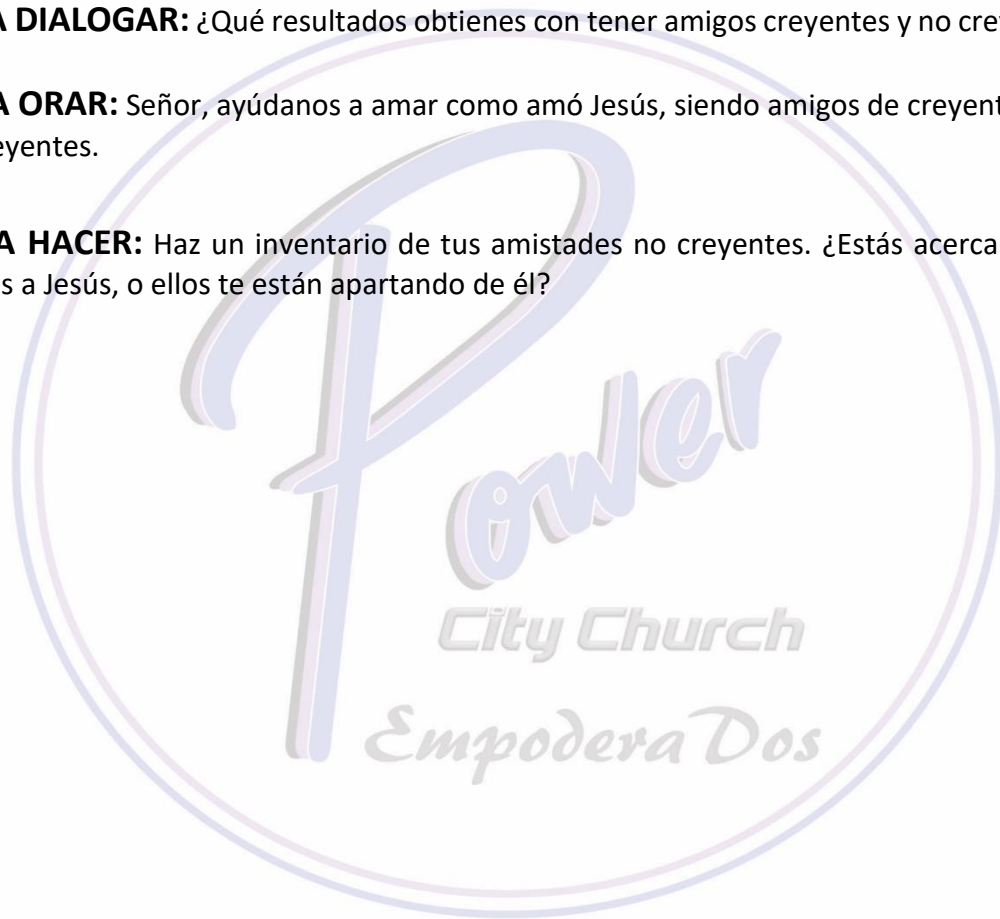 A DIALOGAR: ¿Qué resultados obtienes con tener amigos creyentes y no cre
A ORAR: Señor, ayúdanos a amar como amó Jesús, siendo amigos de creyent
eyentes.
A HACER: Haz un inventario de tus amistades no creyentes. ¿Estás acerca
s a Jesús, o ellos te están apartando de él?
Power
City Church
EmpoderaDos